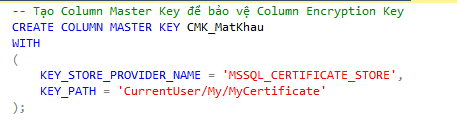 -- Tạo Column Master Key để bảo vệ Column Encryption Key
CREATE COLUMN MASTER KEY CMK_MatKhau
WITH
(
    KEY_STORE_PROVIDER_NAME = 'MSSQL_CERTIFICATE_STORE',
    KEY_PATH = 'CurrentUser/My/MyCertificate'
);